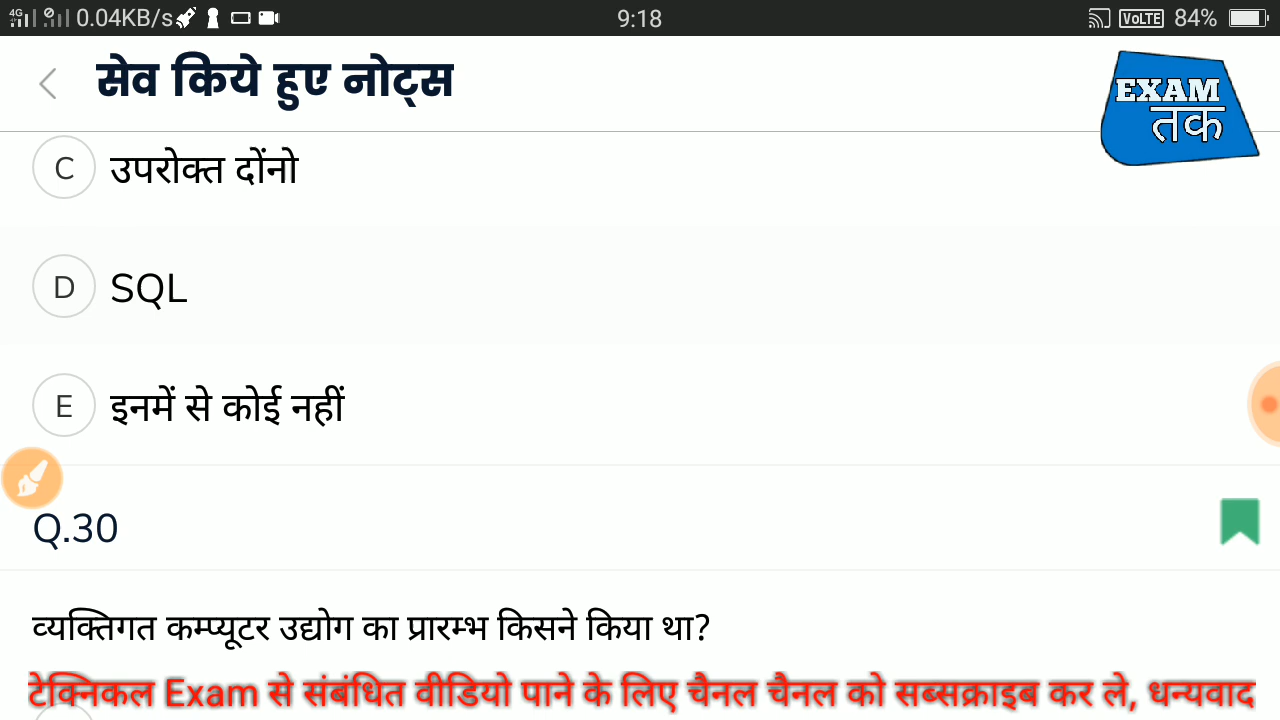 4G 0.04KB/s 9:18 VoLTE 84%
सेव किये हुए नोट्स
EXAM
तक
C उपरोक्त दोंनो
D SQL
E इनमें से कोई नहीं
Q.30
व्यक्तिगत कम्प्यूटर उद्योग का प्रारम्भ किसने किया था?
टेक्निकल Exam से संबंधित वीडियो पाने के लिए चैनल चैनल को सब्सक्राइब कर ले, धन्यवाद